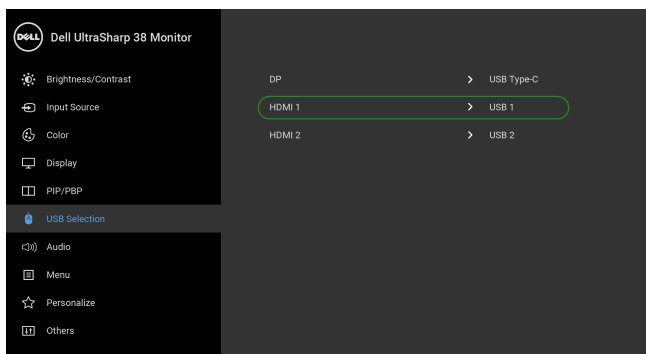 DELL Dell UltraSharp 38 Monitor
Brightness/Contrast
Input Source
Color
Display
PIP/PBP
USB Selection
Audio
Menu
Personalize
Others
DP > USB Type-C
HDMI 1 > USB 1
HDMI 2 > USB 2